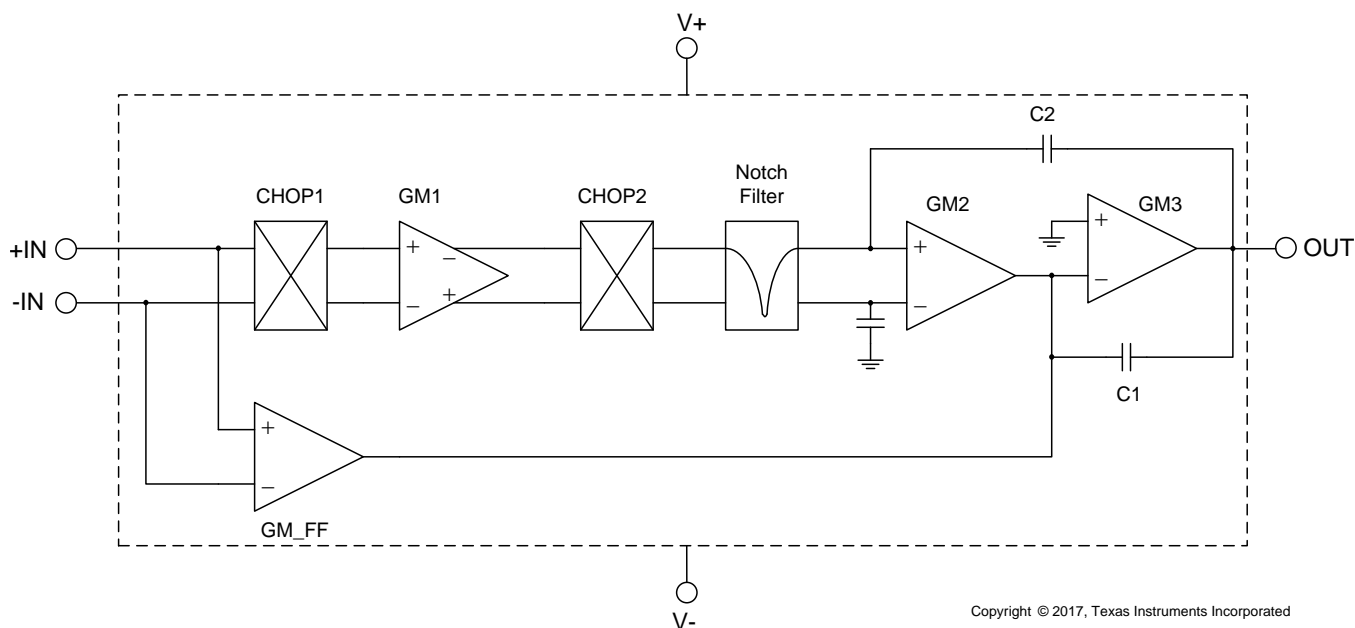 V+
C2
Notch
Filter
CHOP1
GM1
CHOP2
GM2
GM3
+IN
-IN
+
-
-
+
+
-
+
-
OUT
C1
+
-
GM_FF
V-
Copyright © 2017, Texas Instruments Incorporated